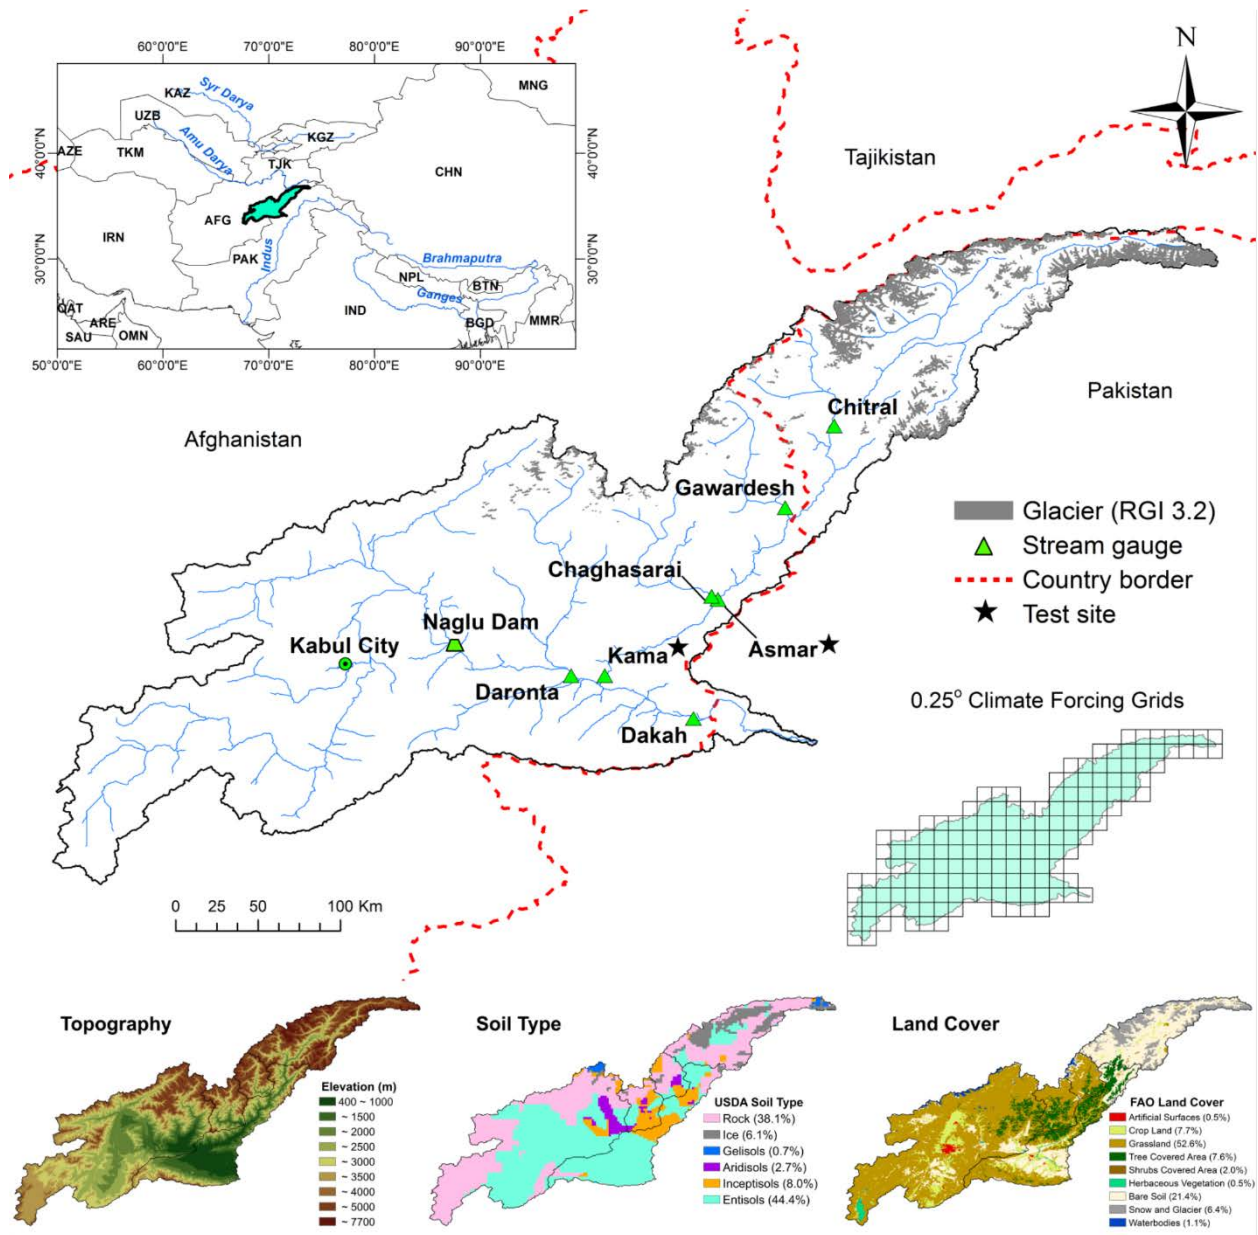 60°0'0"E 70°0'0"E 80°0'0"E
N
MNG
KAZ
Syr Darya
UZB
KGZ
Amu Darya
40°0'0"N
40°0'0"N
AZE
TKM
TJK
CHN
Tajikistan
AFG
IRN
Indus
PAK
30°0'0"N
30°0'0"N
Brahmaputra
NPL
BTN
Ganges
QAT
ARE
IND
BGD
MMR
SAU
OMN
50°0'0"E 60°0'0"E 70°0'0"E 80°0'0"E 90°0'0"E
Pakistan
Chitral
Afghanistan
Gawardesh
Glacier (RGI 3.2)
Stream gauge
Country border
Test site
Chaghasarai
Naglu Dam
Kabul City
Kama
Asmar
Daronta
Dakah
0.25° Climate Forcing Grids
0 25 50 100 Km
Topography
Elevation (m)
400 ~ 1000
~ 1500
~ 2000
~ 2500
~ 3000
~ 3500
~ 4000
~ 5000
~ 7700
Soil Type
USDA Soil Type
Rock (38.1%)
Ice (6.1%)
Gelisols (0.7%)
Aridisols (2.7%)
Inceptisols (8.0%)
Entisols (44.4%)
Land Cover
FAO Land Cover
Artificial Surfaces (0.5%)
Crop Land (7.7%)
Grassland (52.6%)
Tree Covered Area (7.6%)
Shrubs Covered Area (2.0%)
Herbaceous Vegetation (0.5%)
Bare Soil (21.4%)
Snow and Glacier (6.4%)
Waterbodies (1.1%)